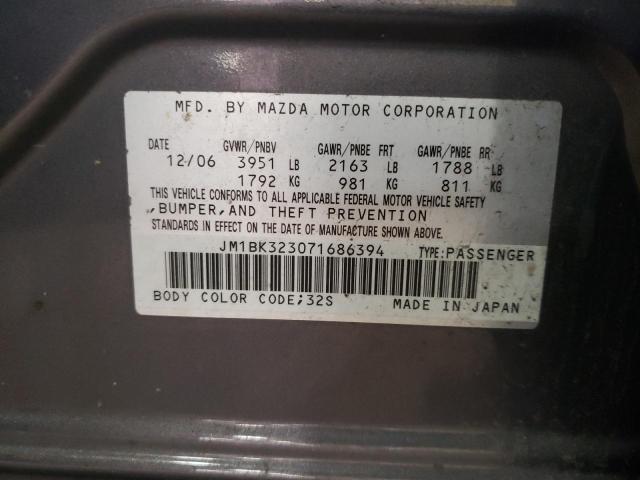 MFD. BY MAZDA MOTOR CORPORATION
DATE GVWR/PNBV GAWR/PNBE FRT GAWR/PNBE RR
12/06 3951 LB 2163 LB 1788 LB
1792 KG 981 KG 811 KG
THIS VEHICLE CONFORMS TO ALL APPLICABLE FEDERAL MOTOR VEHICLE SAFETY
,BUMPER,AND THEFT PREVENTION
STANDARDS IN EFFECT ON THE DATE OF MANUFACTURE SHOWN ABOVE.
JM1BK323071686394 TYPE:PASSENGER
BODY COLOR CODE;32S MADE IN JAPAN